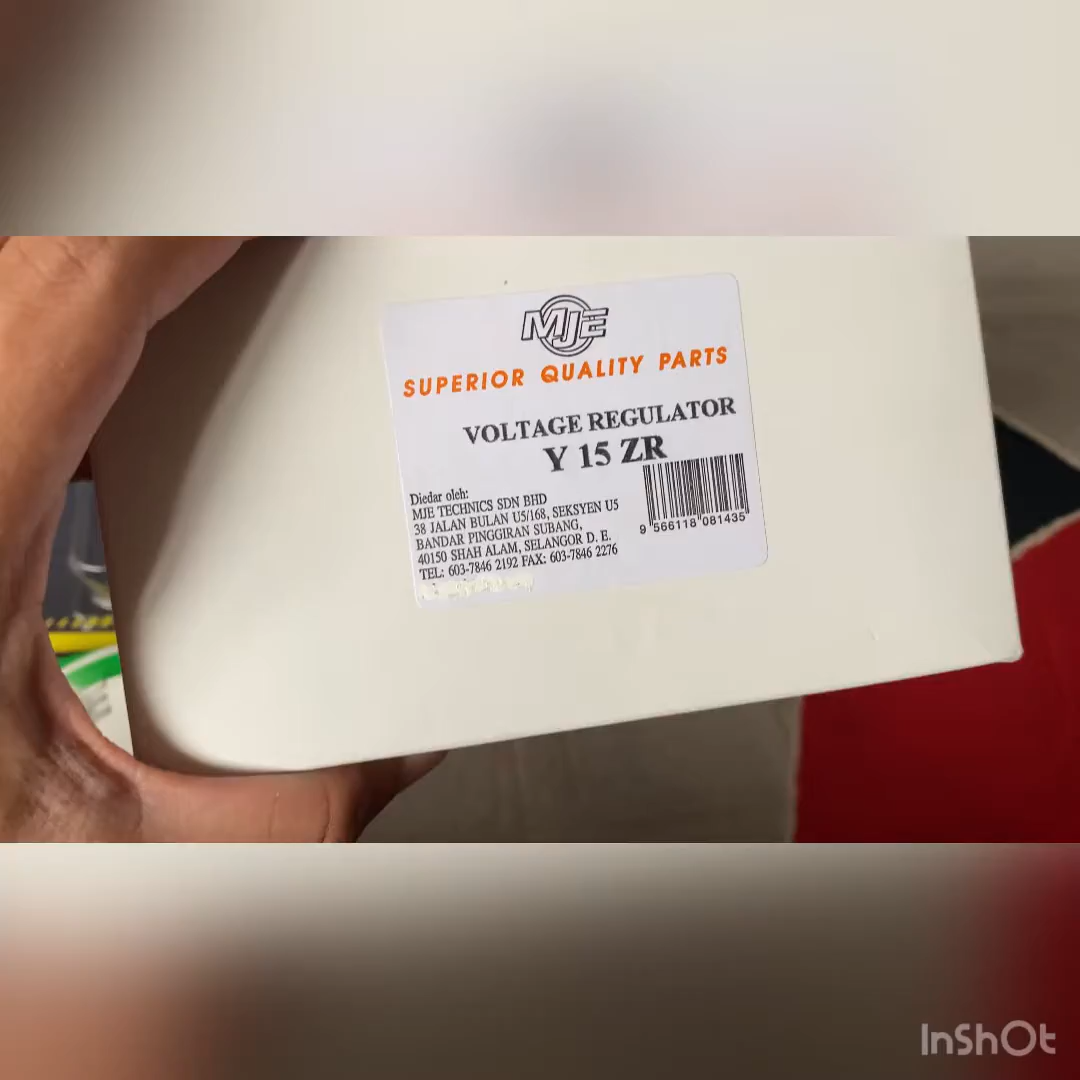 MJE
SUPERIOR QUALITY PARTS
VOLTAGE REGULATOR
Y 15 ZR
Diedar oleh:
MJE TECHNICS SDN BHD
38 JALAN BULAN U5/168, SEKSYEN U5
BANDAR PINGGIRAN SUBANG,
40150 SHAH ALAM, SELANGOR D. E.
TEL: 603-7846 2192 FAX: 603-7846 2276
9 566118 081435
InShOt